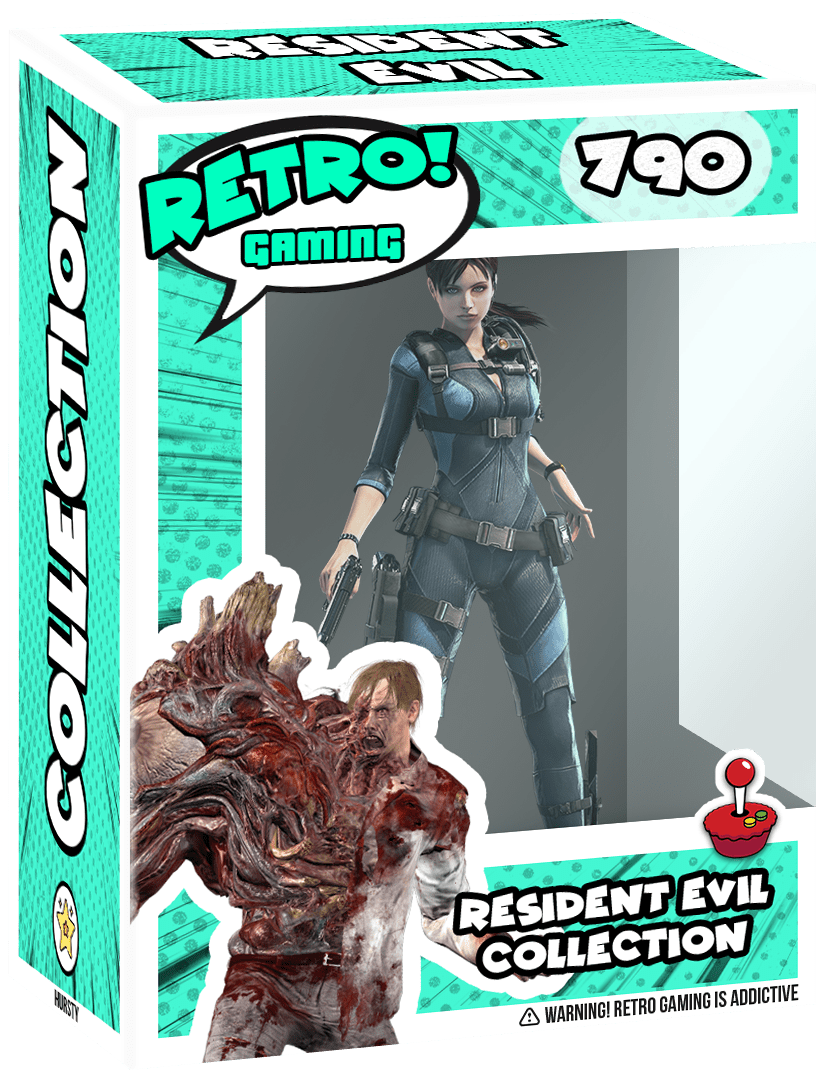 RESIDENT
EVIL
RETRO!
GAMING
790
COLLECTION
RESIDENT EVIL
COLLECTION
HURSTY
WARNING! RETRO GAMING IS ADDICTIVE